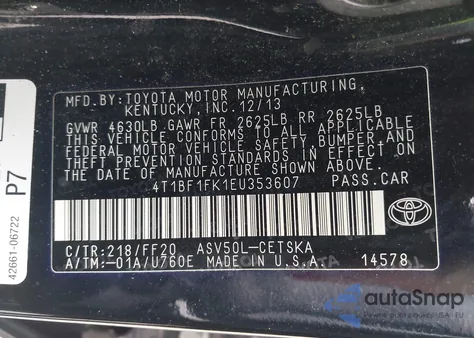 MFD. BY: TOYOTA MOTOR MANUFACTURING,
KENTUCKY, INC. 12/13
GVWR 4630LB. GAWR FR 2625LB RR 2625LB
THIS VEHICLE CONFORMS TO ALL APPLICABLE
FEDERAL MOTOR VEHICLE SAFETY, BUMPER, AND
THEFT PREVENTION STANDARDS IN EFFECT ON
THE DATE OF MANUFACTURE SHOWN ABOVE.
4T1BF1FK1EU353607 PASS.CAR
C/TR:218/FF20 ASV50L-CETSKA
A/TM:-01A/U760E MADE IN U.S.A. 14578
TOYOTA
P7
42661-06722
autoSnap